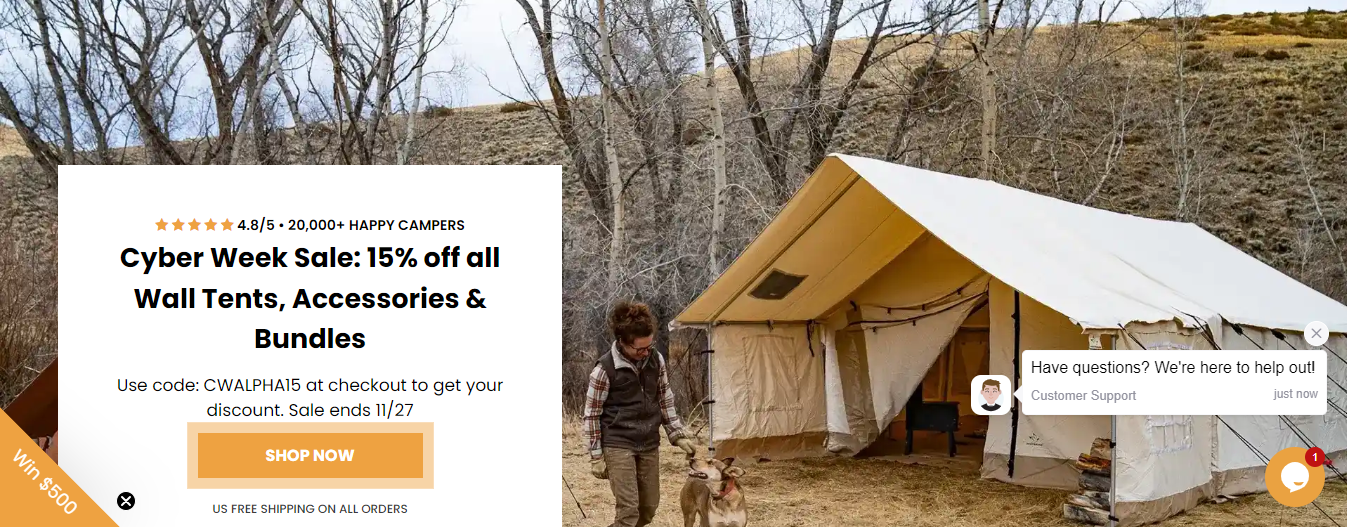 4.8/5 • 20,000+ HAPPY CAMPERS
Cyber Week Sale: 15% off all
Wall Tents, Accessories &
Bundles
Use code: CWALPHA15 at checkout to get your
discount. Sale ends 11/27
SHOP NOW
US FREE SHIPPING ON ALL ORDERS
Win $500
Have questions? We're here to help out!
Customer Support
just now
1